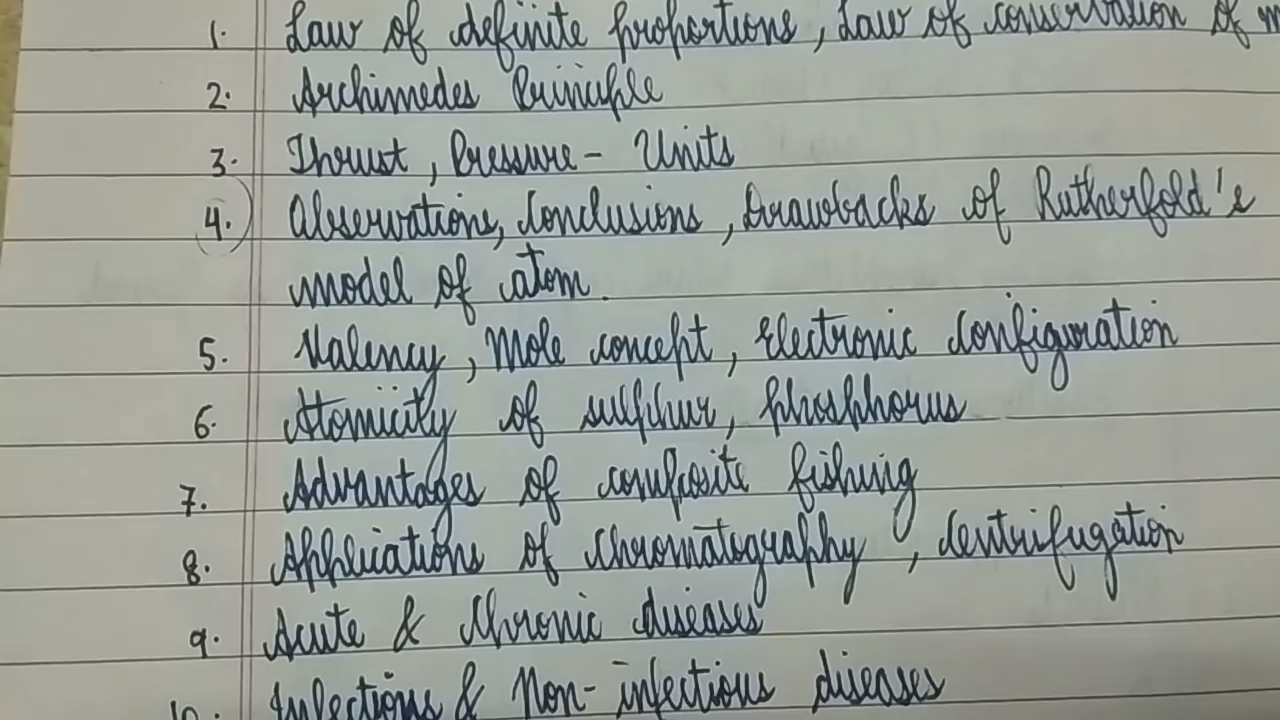 1. Law of definite proportions, Law of conservation of
2. Archimedes Principle
3. Thrust, Pressure - Units
4. Observations, Conclusions, Drawbacks of Rutherfold's
model of atom.
5. Valency, Mole concept, Electronic Configuration
6. Atomicity of sulphur, phosphorus
7. Advantages of composite fishing
8. Applications of Chromatography, Centrifugation
9. Acute & Chronic diseases
10. Infectious & Non-infectious diseases